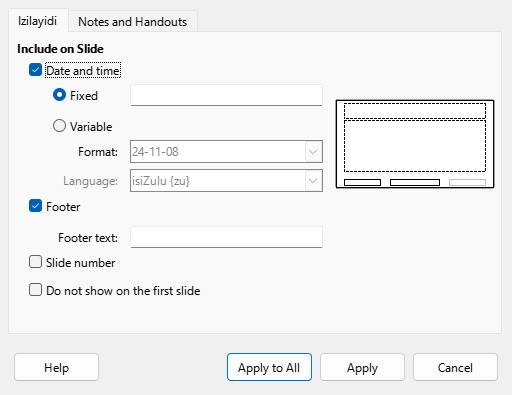 Izilayidi
Notes and Handouts
Include on Slide
Date and time
Fixed
Variable
Format:
24-11-08
Language:
isiZulu {zu}
Footer
Footer text:
Slide number
Do not show on the first slide
Help
Apply to All
Apply
Cancel